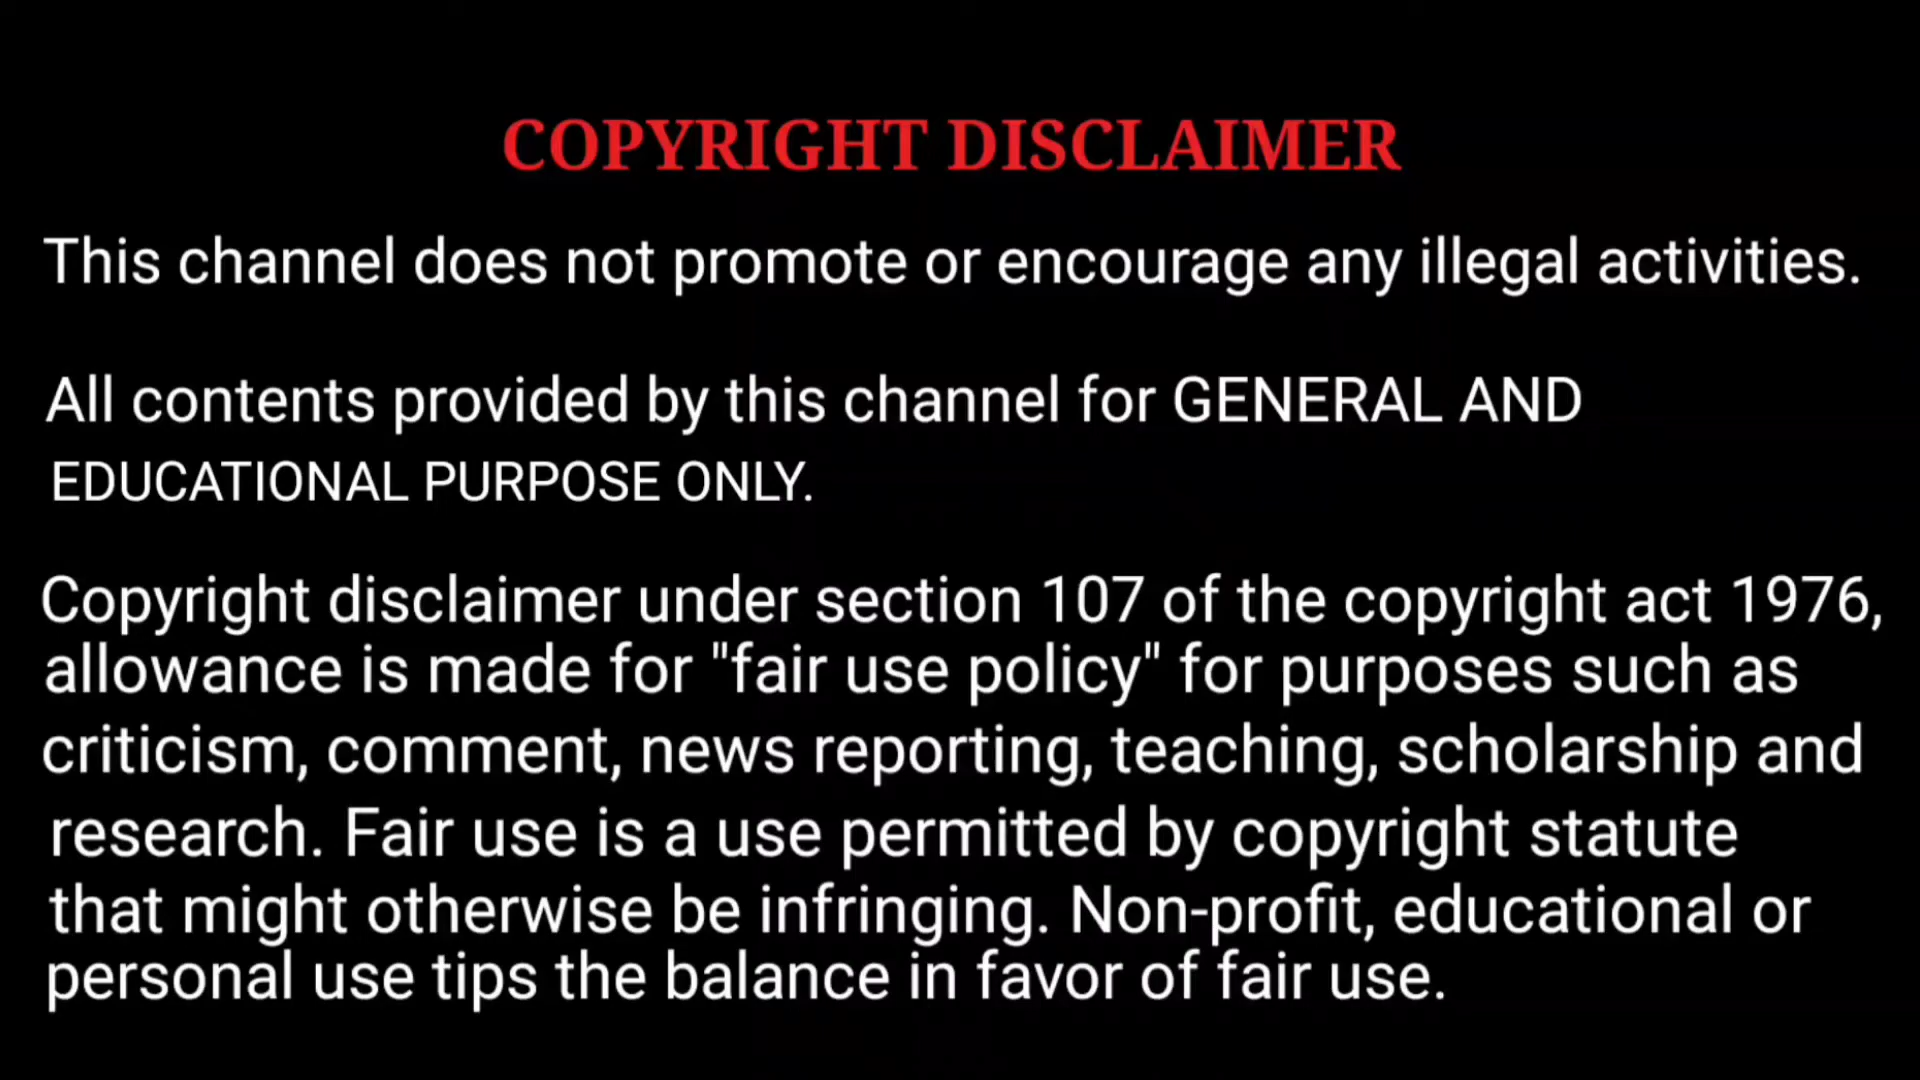 COPYRIGHT DISCLAIMER
This channel does not promote or encourage any illegal activities.
All contents provided by this channel for GENERAL AND
EDUCATIONAL PURPOSE ONLY.
Copyright disclaimer under section 107 of the copyright act 1976,
allowance is made for "fair use policy" for purposes such as
criticism, comment, news reporting, teaching, scholarship and
research. Fair use is a use permitted by copyright statute
that might otherwise be infringing. Non-profit, educational or
personal use tips the balance in favor of fair use.